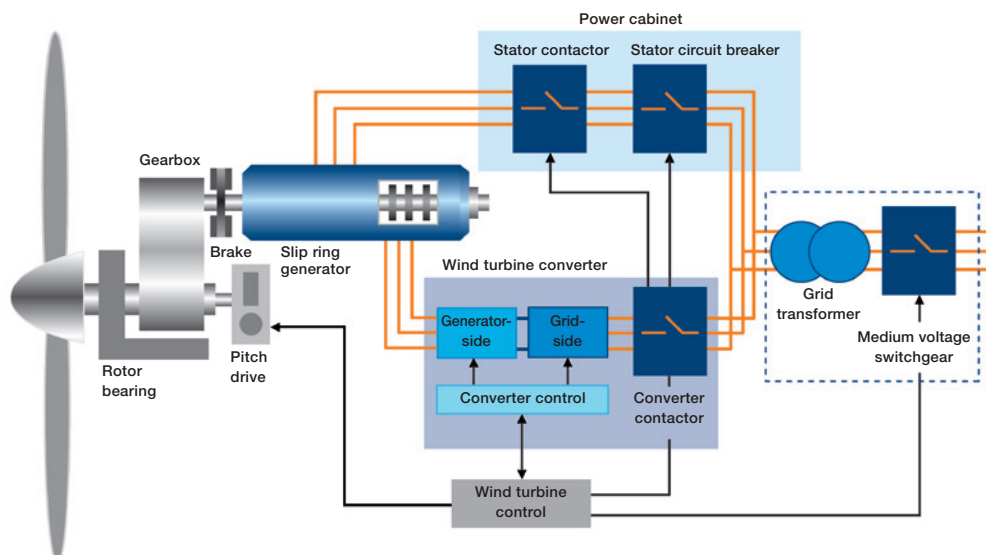 Power cabinet
Stator contactor
Stator circuit breaker
Gearbox
Brake
Slip ring
generator
Wind turbine converter
Generator-
side
Grid-
side
Grid
transformer
Medium voltage
switchgear
Rotor
bearing
Pitch
drive
Converter control
Converter
contactor
Wind turbine
control